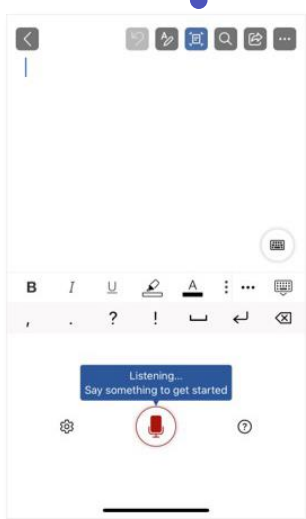 B I U A
, . ? !
Listening...
Say something to get started
?